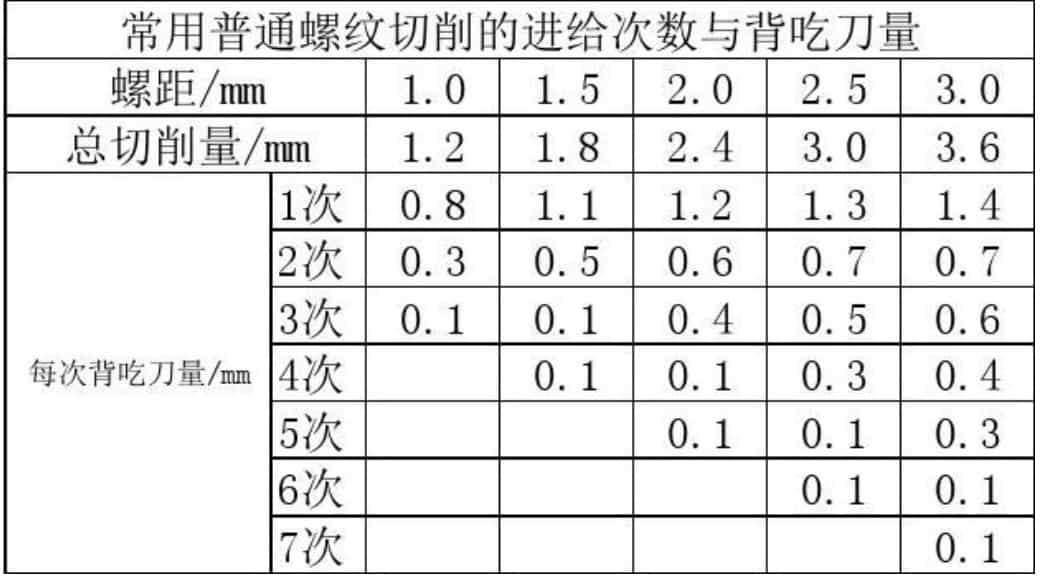 常用普通螺纹切削的进给次数与背吃刀量
螺距/mm 1.0 1.5 2.0 2.5 3.0
总切削量/mm 1.2 1.8 2.4 3.0 3.6
每次背吃刀量/mm
1次 0.8 1.1 1.2 1.3 1.4
2次 0.3 0.5 0.6 0.7 0.7
3次 0.1 0.1 0.4 0.5 0.6
4次 0.1 0.1 0.3 0.4
5次 0.1 0.1 0.3
6次 0.1 0.1
7次 0.1